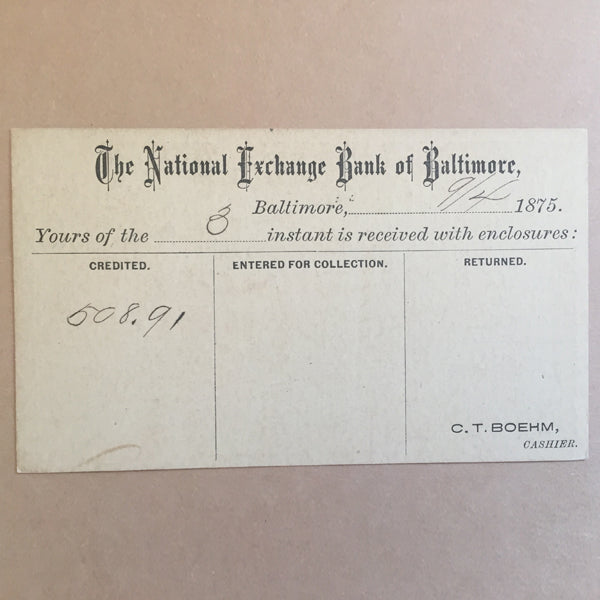 The National Exchange Bank of Baltimore,
Baltimore, 9/4 1875.
Yours of the 8 instant is received with enclosures:
CREDITED. ENTERED FOR COLLECTION. RETURNED.
508.91
C. T. BOEHM,
CASHIER.